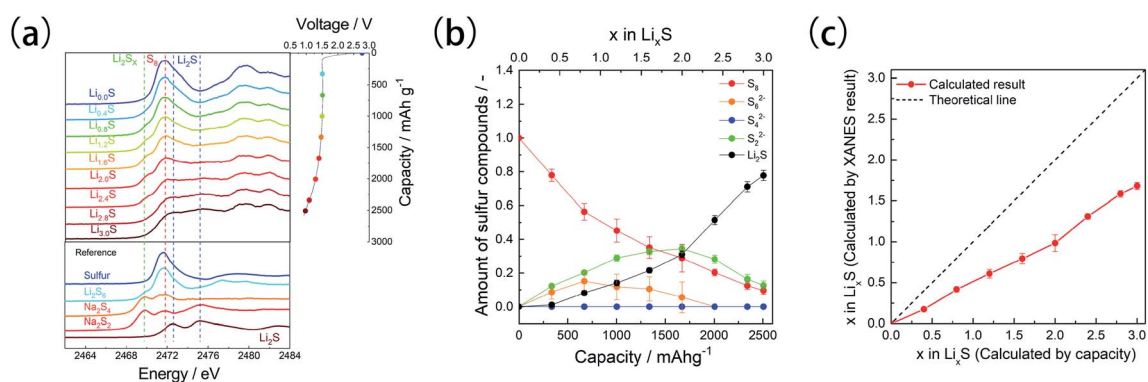 (a)
Voltage / V
0.5 1.0 1.5 2.0 2.5 3.0
Li₂Sₓ S₈ Li₂S
Li₀.₀S
Li₀.₄S
Li₀.₈S
Li₁.₂S
Li₁.₆S
Li₂.₀S
Li₂.₄S
Li₂.₈S
Li₃.₀S
0
500
1000
1500
2000
2500
3000
Capacity / mAh g⁻¹
Reference
Sulfur
Li₂S₆
Na₂S₄
Na₂S₂
Li₂S
2464 2468 2472 2476 2480 2484
Energy / eV
(b)
x in LiₓS
0.0 0.5 1.0 1.5 2.0 2.5 3.0
1.4
1.2
1.0
0.8
0.6
0.4
0.2
0.0
Amount of sulfur compounds / -
S₈
S₆²⁻
S₄²⁻
S₂²⁻
Li₂S
0 500 1000 1500 2000 2500
Capacity / mAhg⁻¹
(c)
x in LiₓS (Calculated by XANES result)
3.0
2.5
2.0
1.5
1.0
0.5
0.0
Calculated result
Theoretical line
0.0 0.5 1.0 1.5 2.0 2.5 3.0
x in LiₓS (Calculated by capacity)